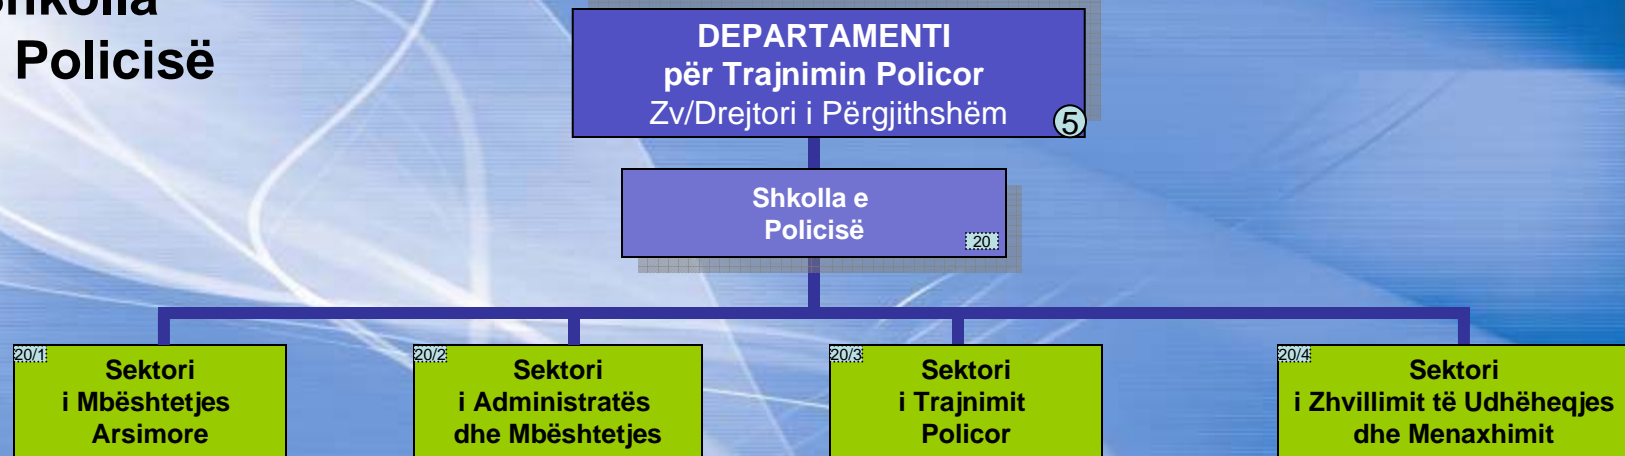 Shkolla
Policisë
DEPARTAMENTI
për Trajnimin Policor
Zv/Drejtori i Përgjithshëm
5
Shkolla e
Policisë
20
20/1
Sektori
i Mbështetjes
Arsimore
20/2
Sektori
i Administratës
dhe Mbështetjes
20/3
Sektori
i Trajnimit
Policor
20/4
Sektori
i Zhvillimit të Udhëheqjes
dhe Menaxhimit